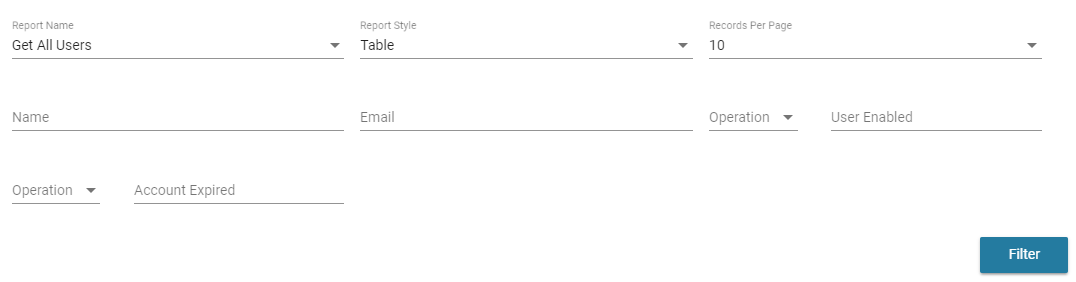 Report Name Report Style Records Per Page
Get All Users Table 10
Name Email Operation User Enabled
Operation Account Expired
Filter